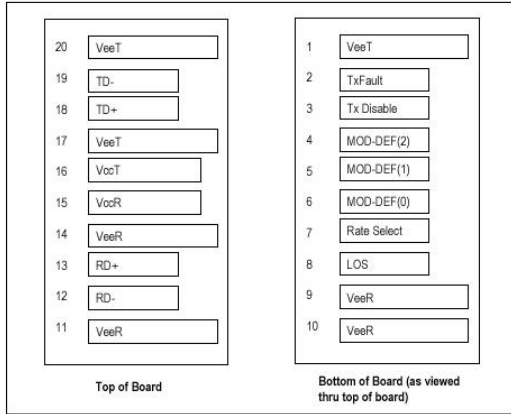 20 VeeT
19 TD-
18 TD+
17 VeeT
16 VccT
15 VccR
14 VeeR
13 RD+
12 RD-
11 VeeR
Top of Board
1 VeeT
2 TxFault
3 Tx Disable
4 MOD-DEF(2)
5 MOD-DEF(1)
6 MOD-DEF(0)
7 Rate Select
8 LOS
9 VeeR
10 VeeR
Bottom of Board (as viewed
thru top of board)